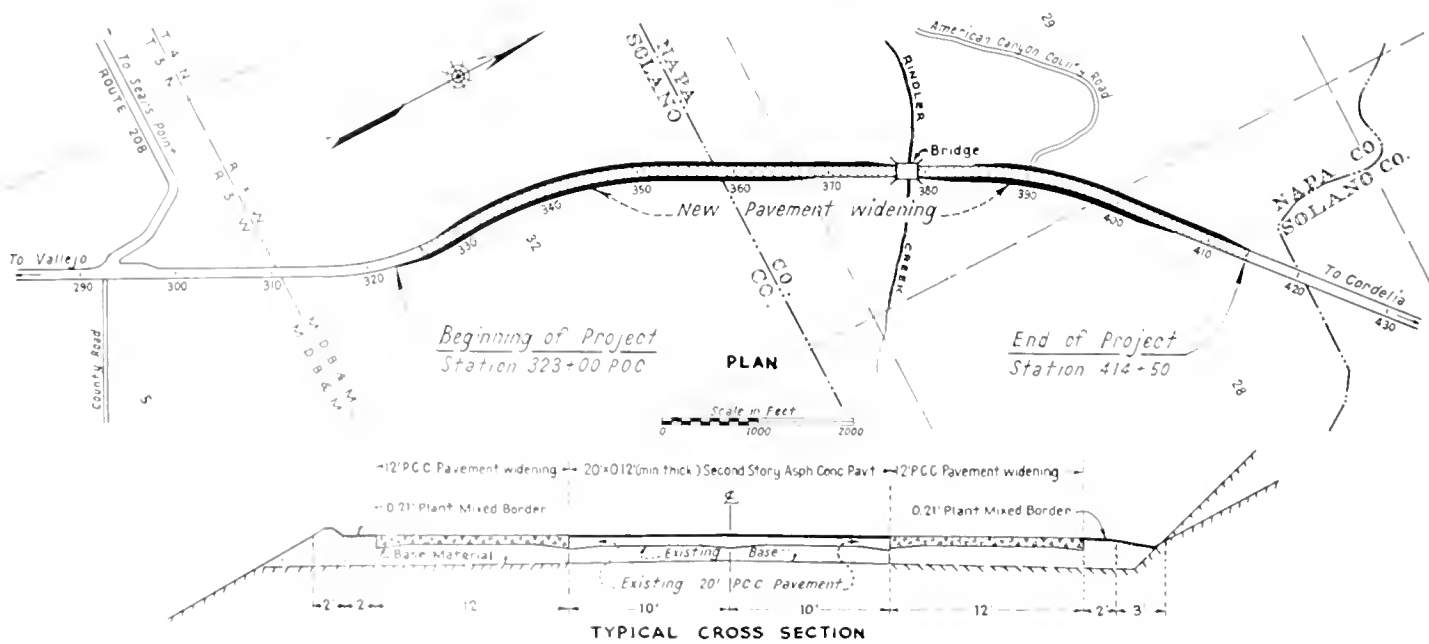 To Sears Point
ROUTE 208
T 4 N
T 3 N
R 3 W
R 3 W
NAPA CO.
SOLANO CO.
RINDLER
CREEK
American Canyon County Road
29
Bridge
NAPA CO
SOLANO CO.
To Vallejo
290
300
310
320
330
340
350
360
370
380
390
400
410
420
430
32
New Pavement widening
To Cordelia
County Road
5
M D B & M
M D B & M
28
Beginning of Project
Station 323+00 POC
End of Project
Station 414+50
PLAN
Scale in Feet
0 1000 2000
12' P.C.C Pavement widening
20'×0.12' (min thick) Second Story Asph Conc Pav't
12' P.C.C Pavement widening
0.21' Plant Mixed Border
℄
0.21' Plant Mixed Border
Base Material
Existing Base
Existing 20' PCC Pavement
2' 2' 12' 10' 10' 12' 2' 3'
TYPICAL CROSS SECTION